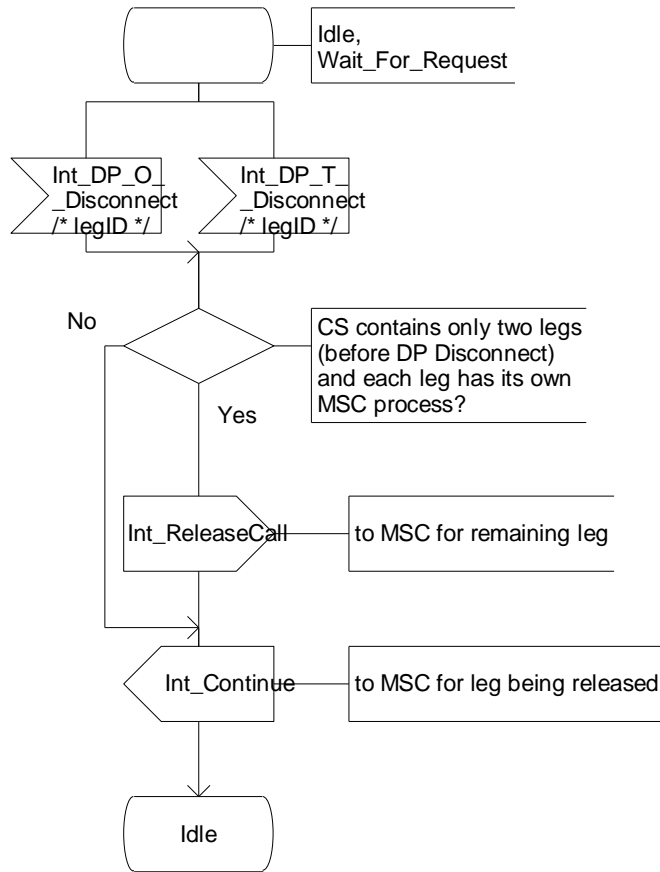 Idle,
Wait_For_Request
Int_DP_O_
_Disconnect
/* legID */
Int_DP_T_
_Disconnect
/* legID */
No
CS contains only two legs
(before DP Disconnect)
and each leg has its own
MSC process?
Yes
Int_ReleaseCall
to MSC for remaining leg
Int_Continue
to MSC for leg being released
Idle